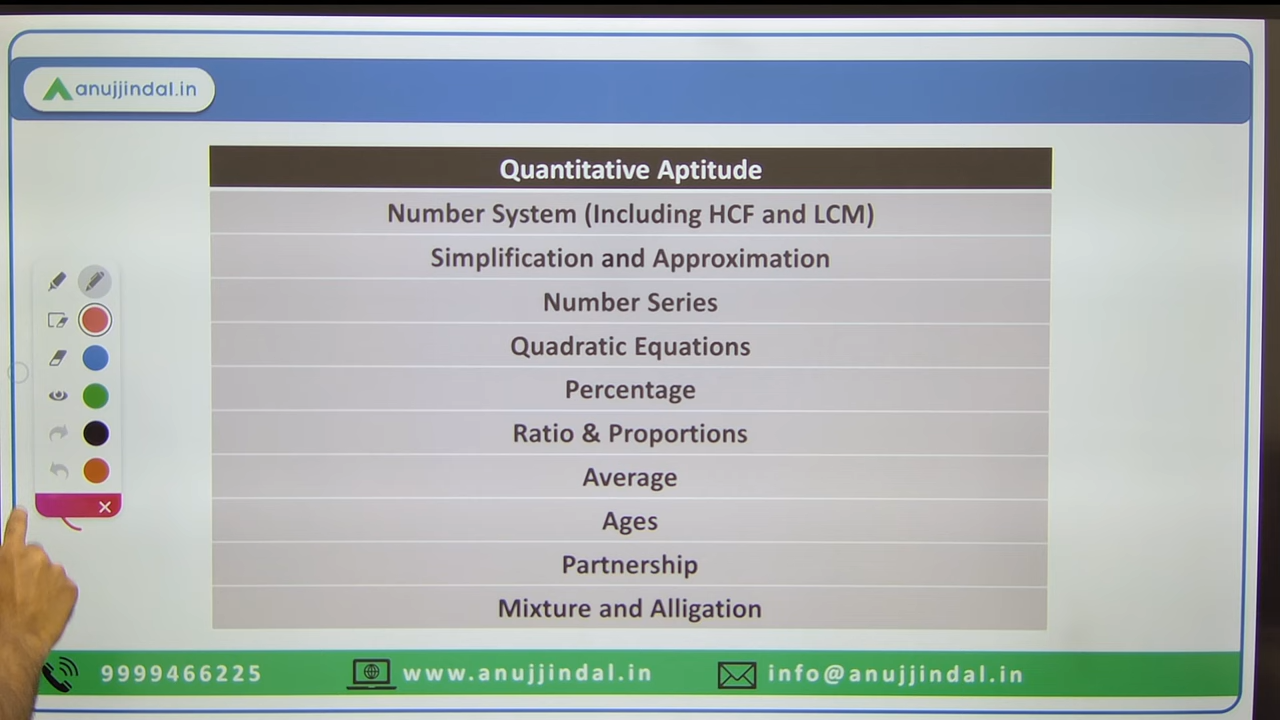 anujjindal.in
Quantitative Aptitude
Number System (Including HCF and LCM)
Simplification and Approximation
Number Series
Quadratic Equations
Percentage
Ratio & Proportions
Average
Ages
Partnership
Mixture and Alligation
9999466225 www.anujjindal.in info@anujjindal.in